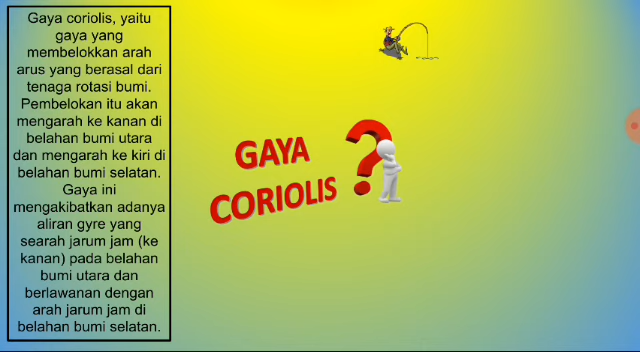 Gaya coriolis, yaitu
gaya yang
membelokkan arah
arus yang berasal dari
tenaga rotasi bumi.
Pembelokan itu akan
mengarah ke kanan di
belahan bumi utara
dan mengarah ke kiri di
belahan bumi selatan.
Gaya ini
mengakibatkan adanya
aliran gyre yang
searah jarum jam (ke
kanan) pada belahan
bumi utara dan
berlawanan dengan
arah jarum jam di
belahan bumi selatan.
GAYA
CORIOLIS